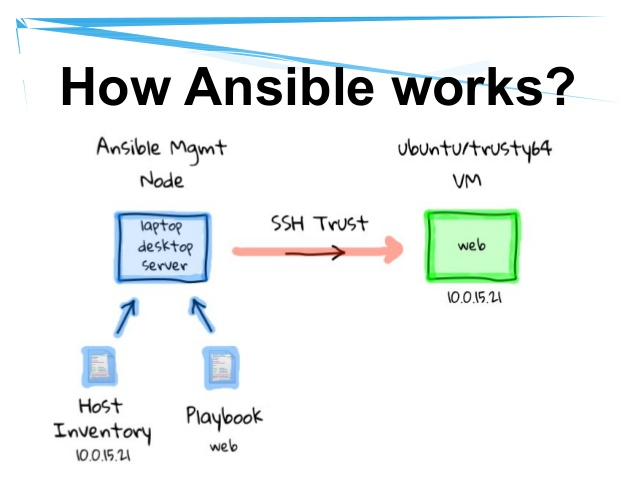 How Ansible works?
Ansible Mgmt
Node
ubuntu/trusty64
VM
laptop
desktop
server
SSH Trust
web
10.0.15.21
Host
Inventory
10.0.15.21
Playbook
web